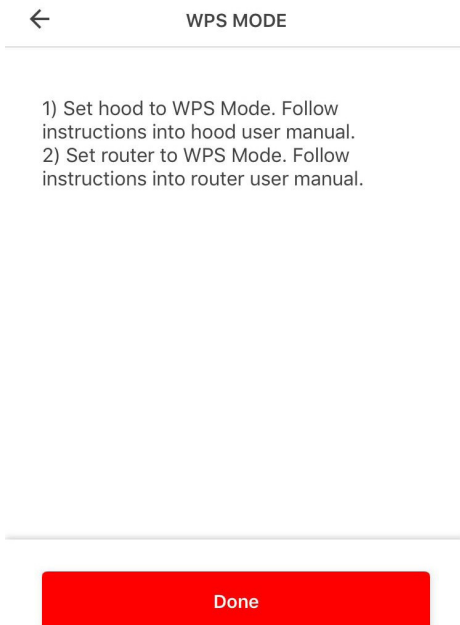 WPS MODE
1) Set hood to WPS Mode. Follow
instructions into hood user manual.
2) Set router to WPS Mode. Follow
instructions into router user manual.
Done